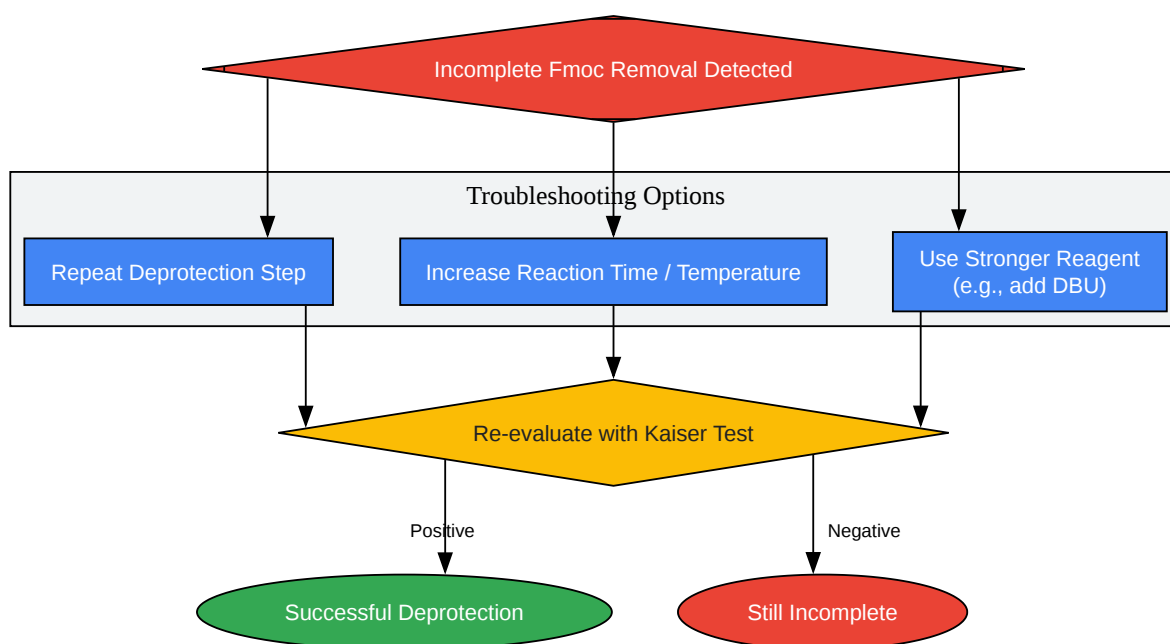 Incomplete Fmoc Removal Detected
Troubleshooting Options
Repeat Deprotection Step
Increase Reaction Time / Temperature
Use Stronger Reagent
(e.g., add DBU)
Re-evaluate with Kaiser Test
Positive
Negative
Successful Deprotection
Still Incomplete